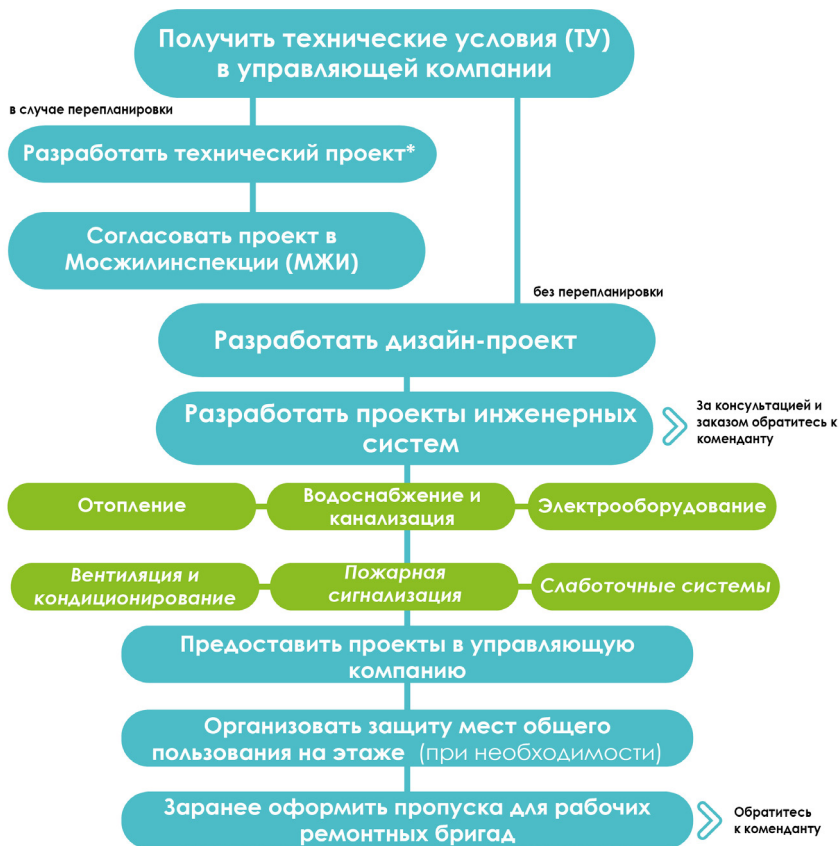 Получить технические условия (ТУ)
в управляющей компании
в случае перепланировки
Разработать технический проект*
Согласовать проект в
Мосжилинспекции (МЖИ)
без перепланировки
Разработать дизайн-проект
Разработать проекты инженерных
систем
За консультацией и
заказом обратитесь к
коменданту
Отопление
Водоснабжение и
канализация
Электрооборудование
Вентиляция и
кондиционирование
Пожарная
сигнализация
Слаботочные системы
Предоставить проекты в управляющую
компанию
Организовать защиту мест общего
пользования на этаже (при необходимости)
Заранее оформить пропуска для рабочих
ремонтных бригад
Обратитесь
к коменданту